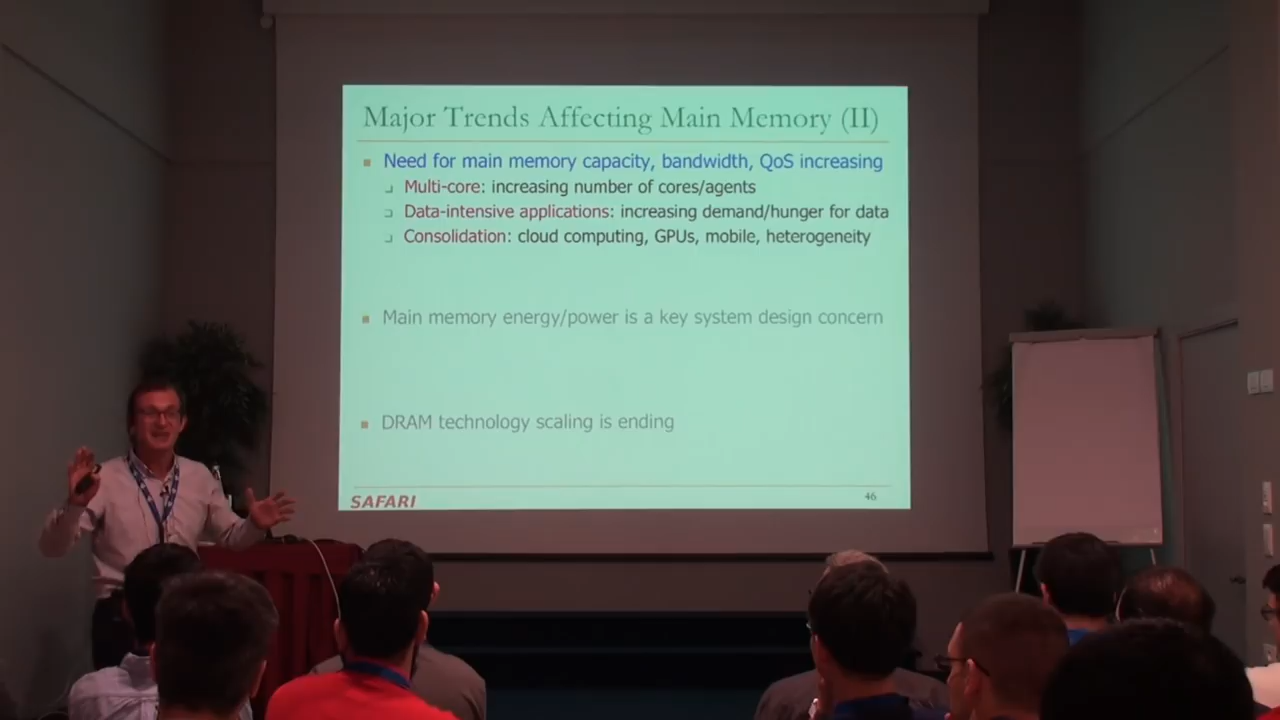 Major Trends Affecting Main Memory (II)
Need for main memory capacity, bandwidth, QoS increasing
Multi-core: increasing number of cores/agents
Data-intensive applications: increasing demand/hunger for data
Consolidation: cloud computing, GPUs, mobile, heterogeneity
Main memory energy/power is a key system design concern
DRAM technology scaling is ending
SAFARI
46